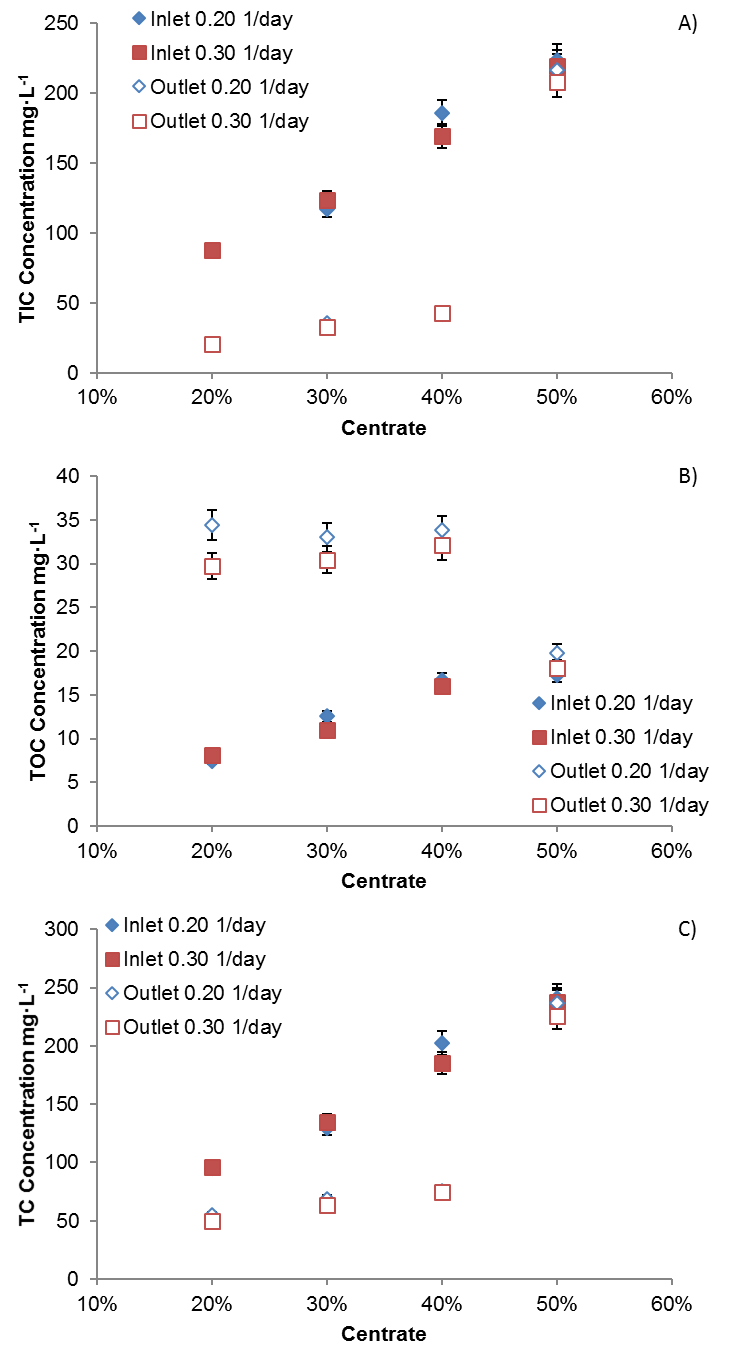 A)
Inlet 0.20 1/day
Inlet 0.30 1/day
Outlet 0.20 1/day
Outlet 0.30 1/day
TIC Concentration mg·L-1
250
200
150
100
50
0
10% 20% 30% 40% 50% 60%
Centrate
B)
TOC Concentration mg·L-1
40
35
30
25
20
15
10
5
0
Inlet 0.20 1/day
Inlet 0.30 1/day
Outlet 0.20 1/day
Outlet 0.30 1/day
10% 20% 30% 40% 50% 60%
Centrate
C)
Inlet 0.20 1/day
Inlet 0.30 1/day
Outlet 0.20 1/day
Outlet 0.30 1/day
TC Concentration mg·L-1
300
250
200
150
100
50
0
10% 20% 30% 40% 50% 60%
Centrate